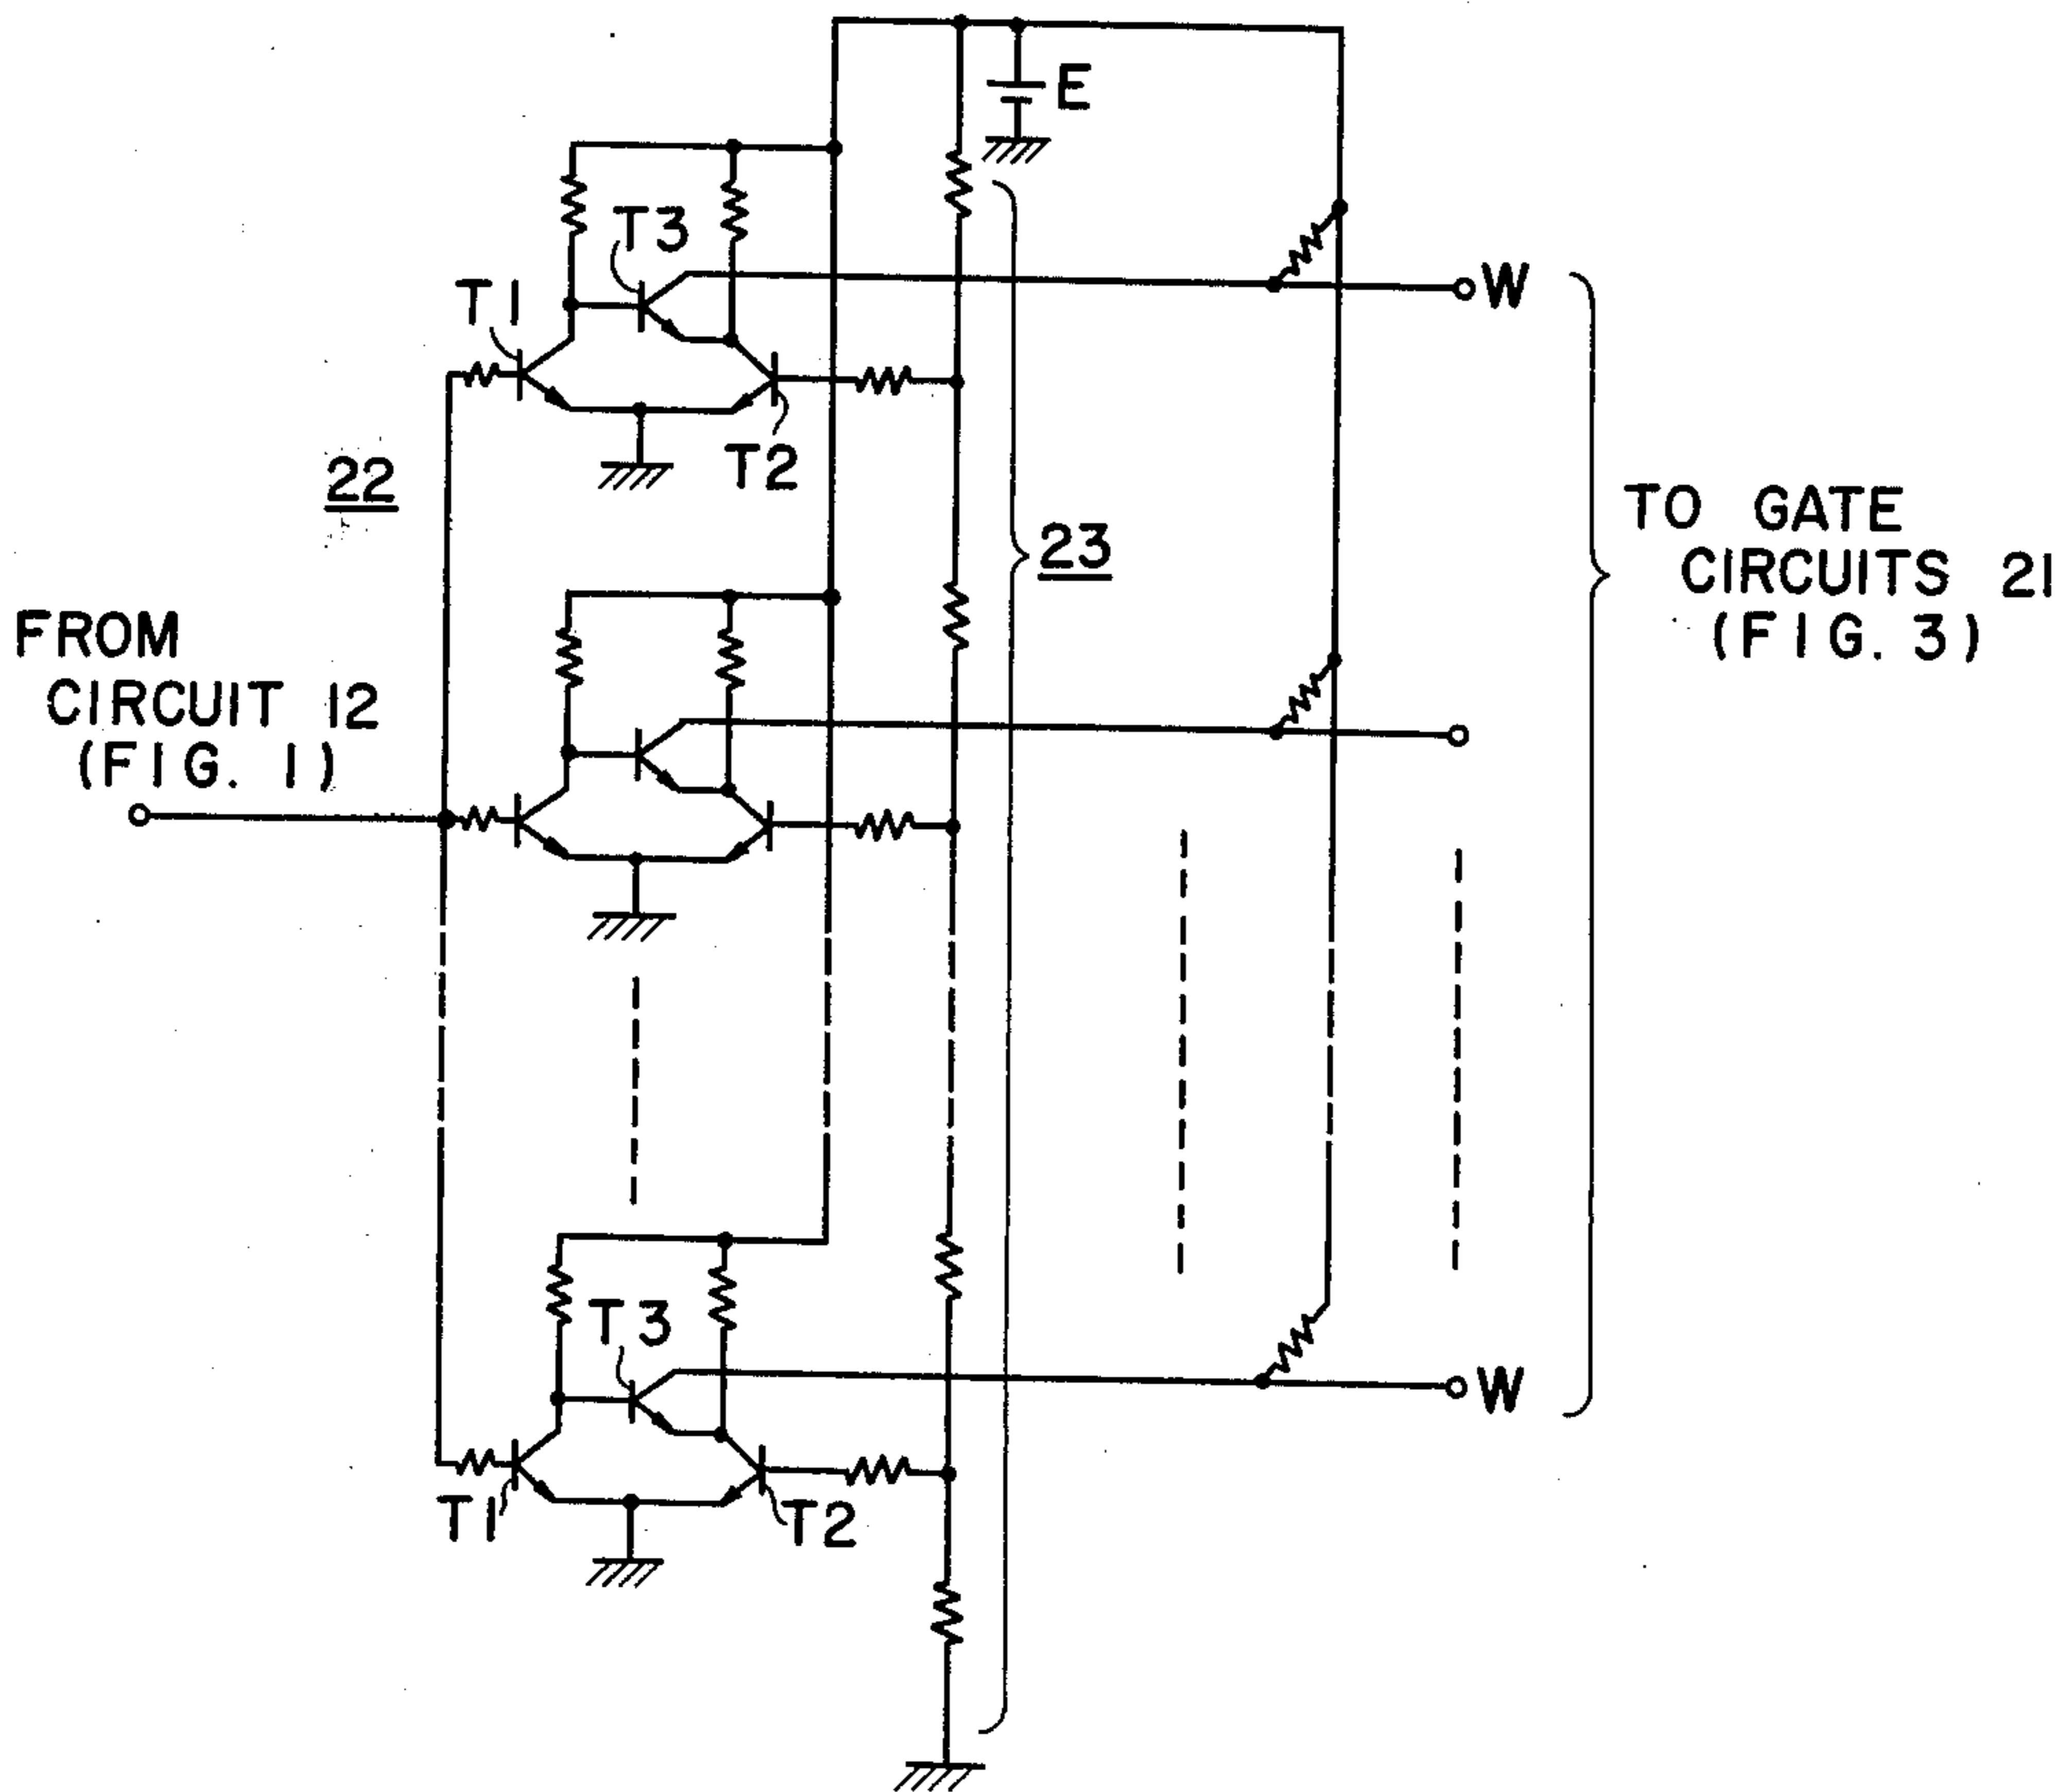 E
T3
T1
W
T2
22
23
TO GATE
CIRCUITS 21
(FIG. 3)
FROM
CIRCUIT 12
(FIG. 1)
T3
W
T1
T2